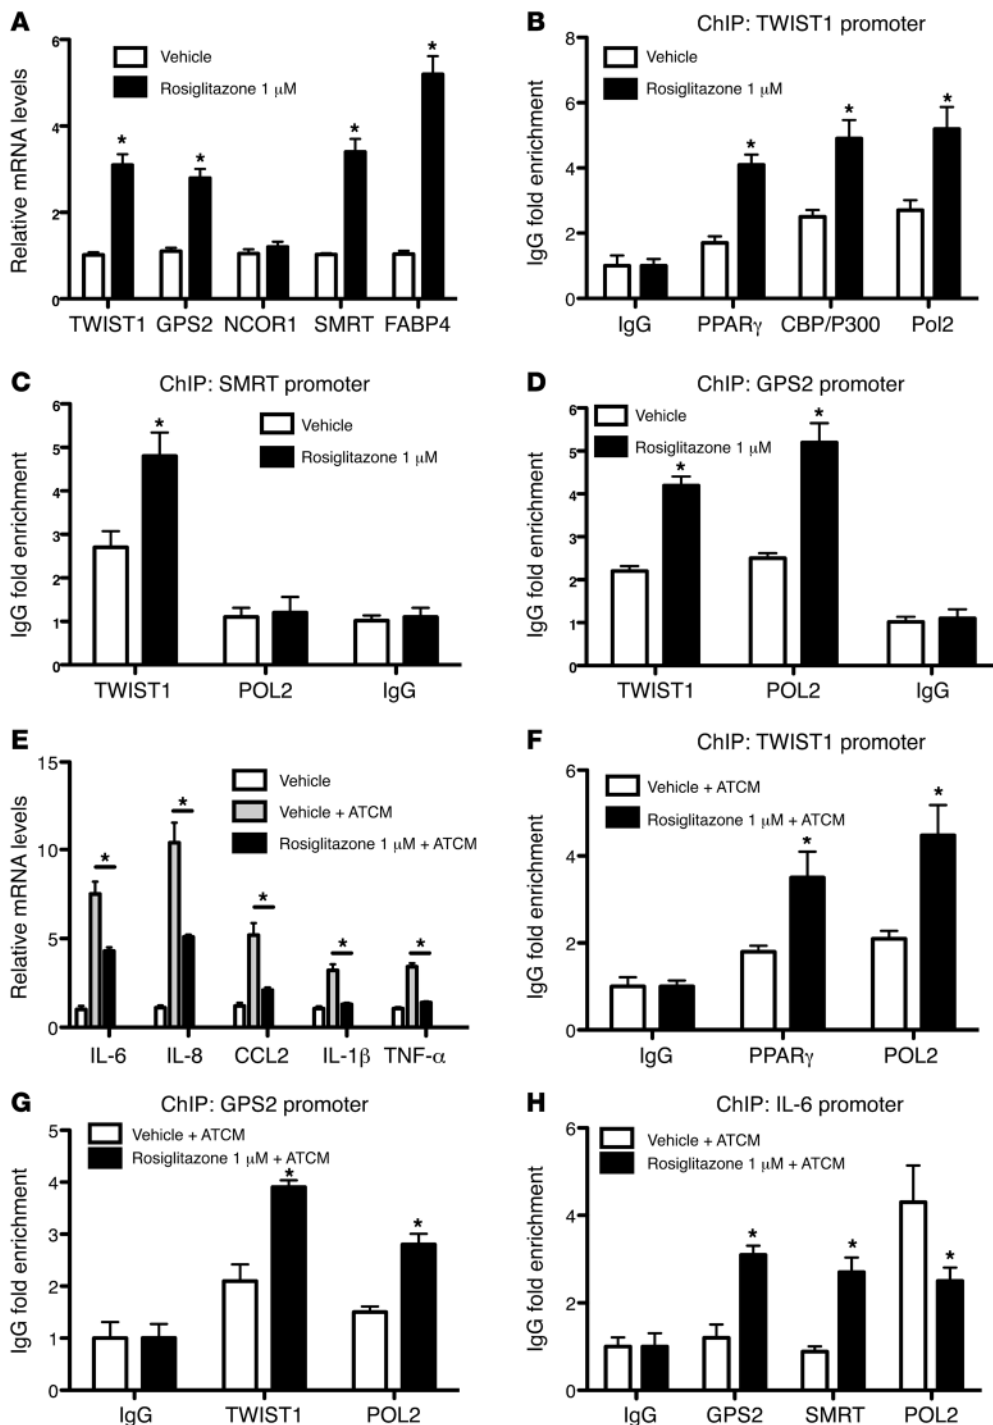 A
Relative mRNA levels
6
4
2
0
Vehicle
Rosiglitazone 1 μM
* * * *
TWIST1 GPS2 NCOR1 SMRT FABP4
B
ChIP: TWIST1 promoter
IgG fold enrichment
8
6
4
2
0
Vehicle
Rosiglitazone 1 μM
* * *
IgG PPARγ CBP/P300 Pol2
C
ChIP: SMRT promoter
IgG fold enrichment
6
5
4
3
2
1
0
Vehicle
Rosiglitazone 1 μM
*
TWIST1 POL2 IgG
D
ChIP: GPS2 promoter
IgG fold enrichment
6
5
4
3
2
1
0
Vehicle
Rosiglitazone 1 μM
* *
TWIST1 POL2 IgG
E
Relative mRNA levels
15
10
5
0
Vehicle
Vehicle + ATCM
Rosiglitazone 1 μM + ATCM
* * * * *
IL-6 IL-8 CCL2 IL-1β TNF-α
F
ChIP: TWIST1 promoter
IgG fold enrichment
6
4
2
0
Vehicle + ATCM
Rosiglitazone 1 μM + ATCM
* *
IgG PPARγ POL2
G
ChIP: GPS2 promoter
IgG fold enrichment
5
4
3
2
1
0
Vehicle + ATCM
Rosiglitazone 1 μM + ATCM
* *
IgG TWIST1 POL2
H
ChIP: IL-6 promoter
IgG fold enrichment
6
4
2
0
Vehicle + ATCM
Rosiglitazone 1 μM + ATCM
* * *
IgG GPS2 SMRT POL2